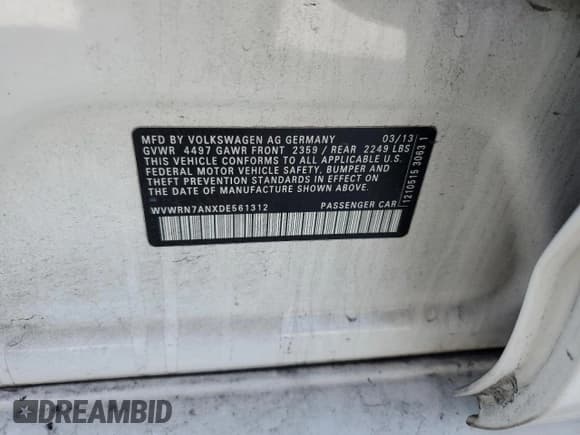 MFD BY VOLKSWAGEN AG GERMANY 03/13
GVWR 4497 GAWR FRONT 2359 / REAR 2249 LBS
THIS VEHICLE CONFORMS TO ALL APPLICABLE U.S.
FEDERAL MOTOR VEHICLE SAFETY, BUMPER AND
THEFT PREVENTION STANDARDS IN EFFECT ON THE
DATE OF MANUFACTURE SHOWN ABOVE.
WVWRN7ANXDE561312 PASSENGER CAR
1210515 3063 1
DREAMBID